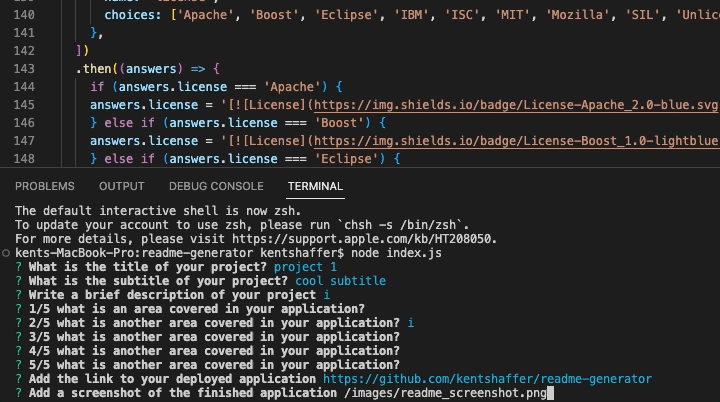 140 choices: ['Apache', 'Boost', 'Eclipse', 'IBM', 'ISC', 'MIT', 'Mozilla', 'SIL', 'Unlic
141 },
142 ])
143 .then((answers) => {
144 if (answers.license === 'Apache') {
145 answers.license = '[![License](https://img.shields.io/badge/License-Apache_2.0-blue.svg
146 } else if (answers.license === 'Boost') {
147 answers.license = '[![License](https://img.shields.io/badge/License-Boost_1.0-lightblue
148 } else if (answers.license === 'Eclipse') {
PROBLEMS OUTPUT DEBUG CONSOLE TERMINAL
The default interactive shell is now zsh.
To update your account to use zsh, please run `chsh -s /bin/zsh`.
For more details, please visit https://support.apple.com/kb/HT208050.
kents-MacBook-Pro:readme-generator kentshaffer$ node index.js
? What is the title of your project? project 1
? What is the subtitle of your project? cool subtitle
? Write a brief description of your project i
? 1/5 what is an area covered in your application?
? 2/5 what is another area covered in your application? i
? 3/5 what is another area covered in your application?
? 4/5 what is another area covered in your application?
? 5/5 what is another area covered in your application?
? Add the link to your deployed application https://github.com/kentshaffer/readme-generator
? Add a screenshot of the finished application /images/readme_screenshot.png